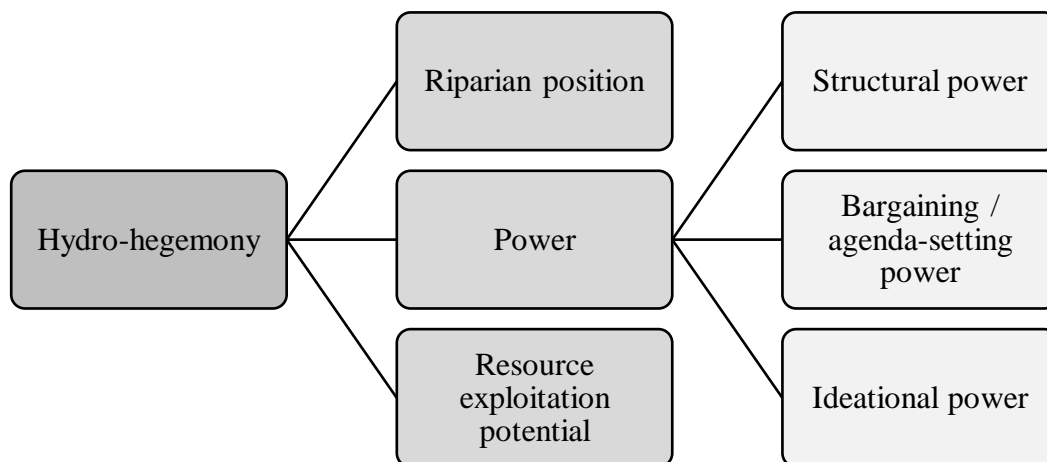 Hydro-hegemony
Riparian position
Power
Resource
exploitation
potential
Structural power
Bargaining /
agenda-setting
power
Ideational power